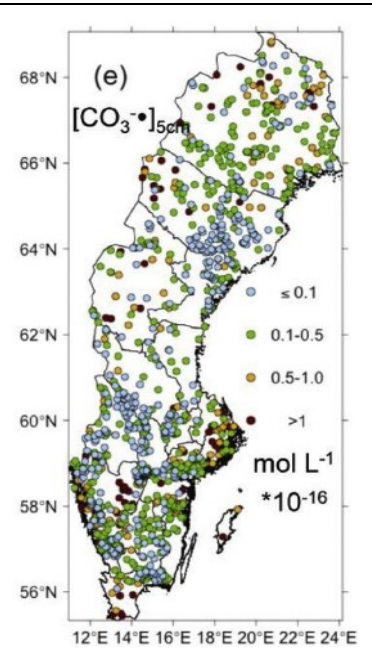 68°N
(e)
[CO₃⁻•]5cm
66°N
64°N
≤ 0.1
62°N
0.1-0.5
0.5-1.0
60°N
>1
mol L⁻¹
58°N
*10⁻¹⁶
56°N
12°E 14°E 16°E 18°E 20°E 22°E 24°E